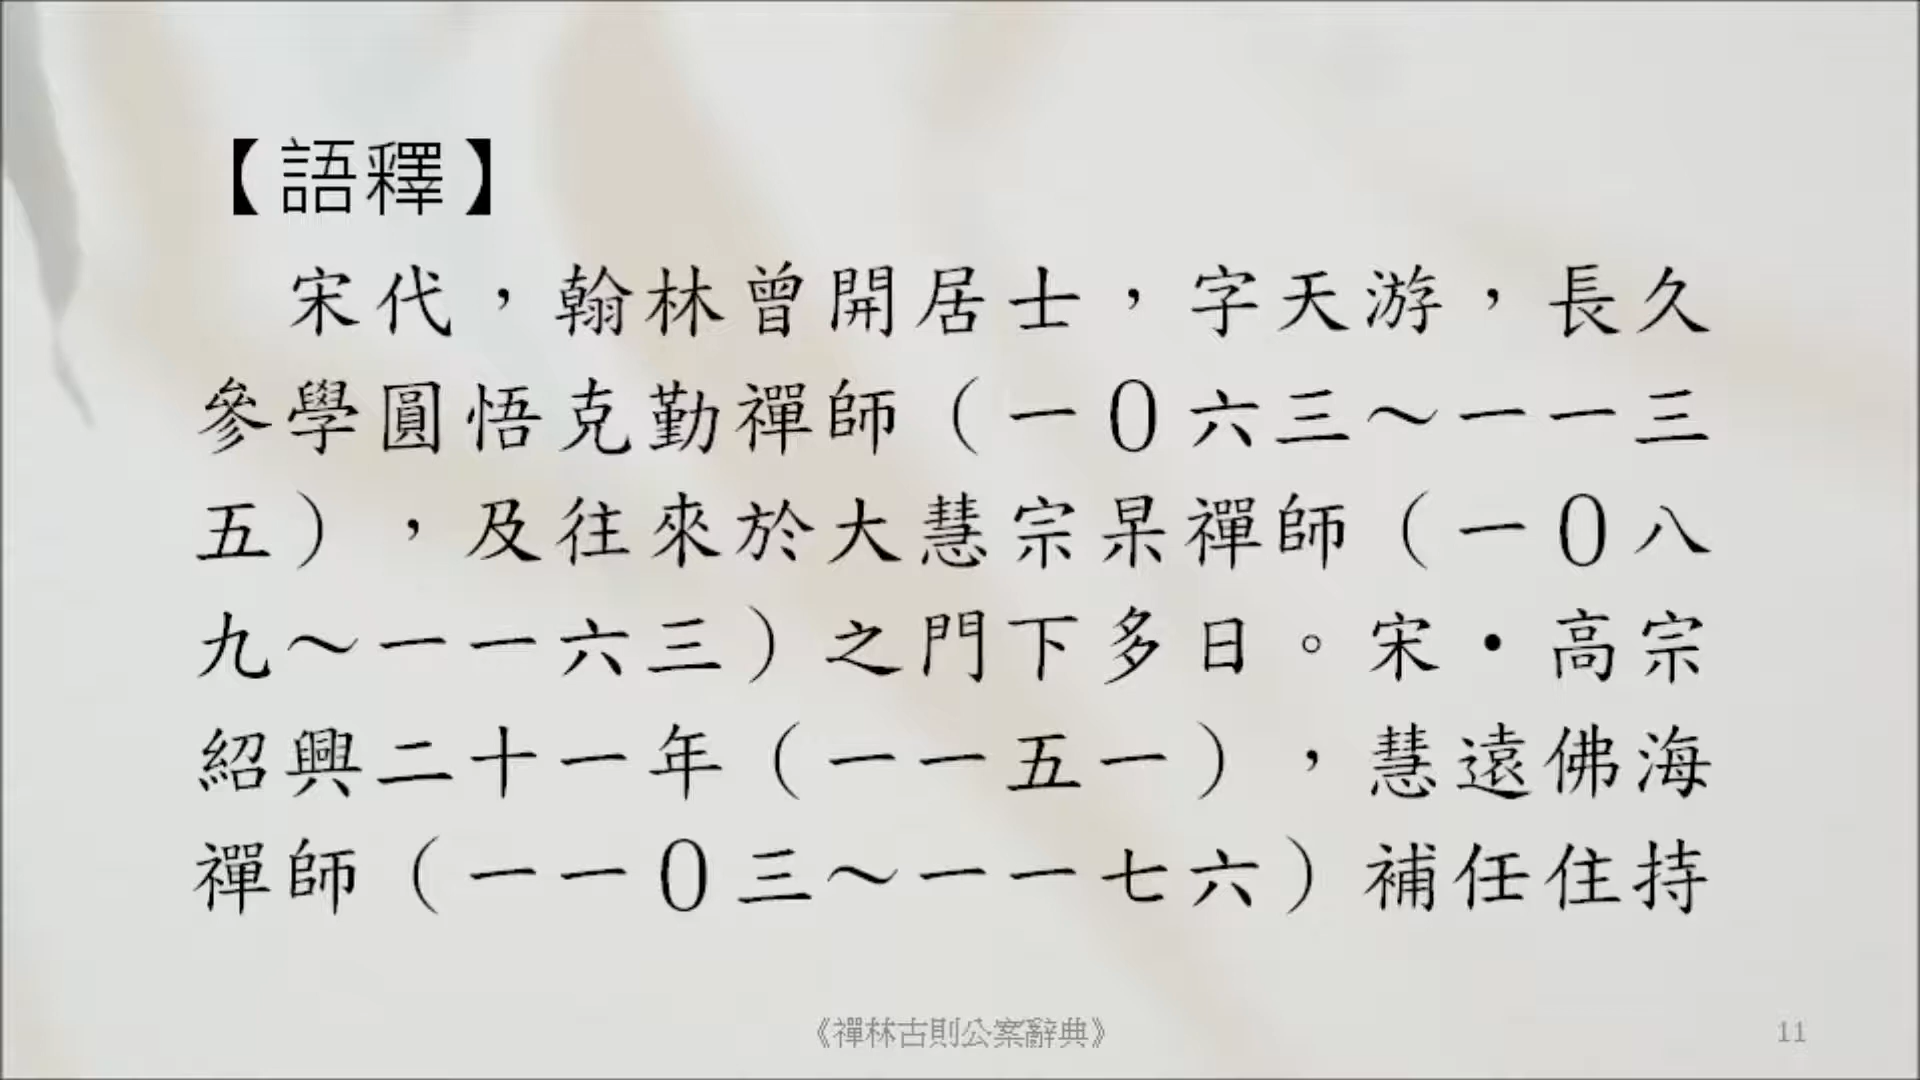 【語釋】
宋代，翰林曾開居士，字天游，長久
參學圓悟克勤禪師（一０六三～一一三
五），及往來於大慧宗杲禪師（一０八
九～一一六三）之門下多日。宋•高宗
紹興二十一年（一一五一），慧遠佛海
禪師（一一０三～一一七六）補任住持
《禪林古則公案辭典》
11